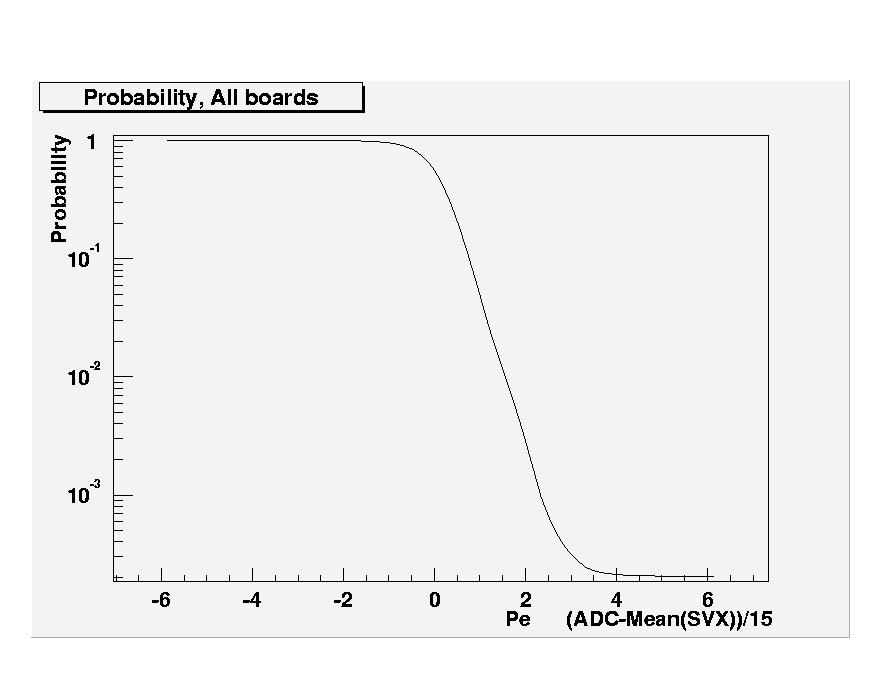 Probability, All boards
Probability
1
10-1
10-2
10-3
-6 -4 -2 0 2 4 6
Pe (ADC-Mean(SVX))/15